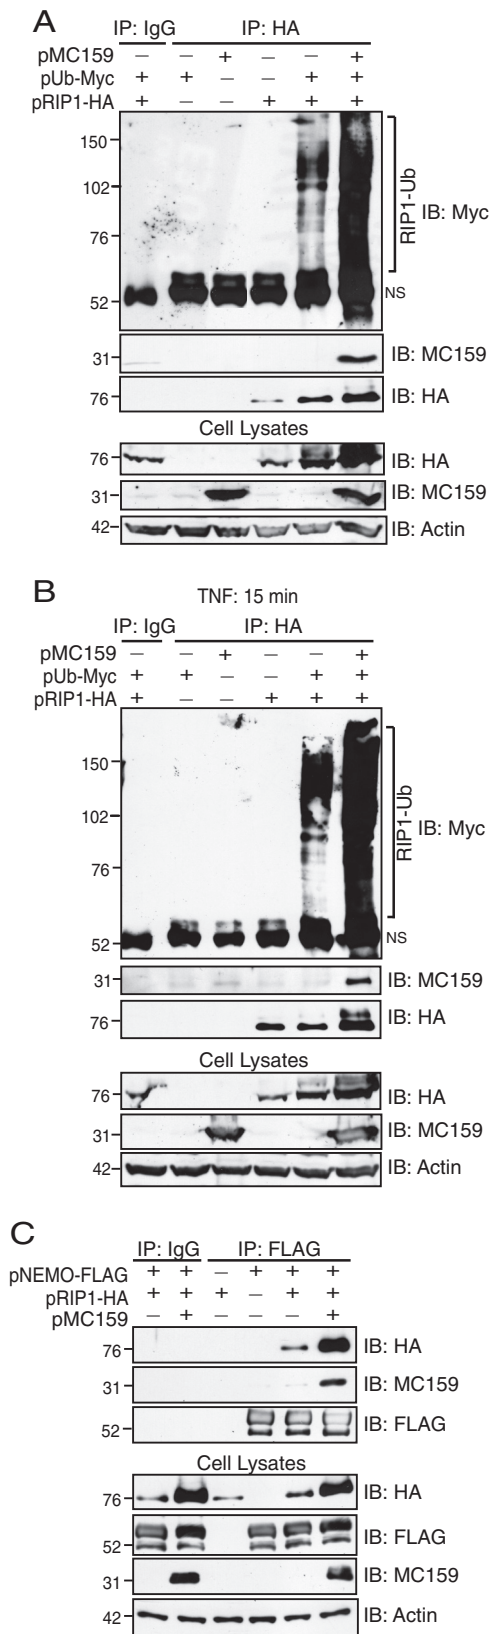 A
IP: IgG IP: HA
pMC159 – – + – – +
pUb-Myc + + – – + +
pRIP1-HA + – – + + +
150
102
76
52
RIP1-Ub
IB: Myc
NS
31 IB: MC159
76 IB: HA
Cell Lysates
76 IB: HA
31 IB: MC159
42 IB: Actin
B
TNF: 15 min
IP: IgG IP: HA
pMC159 – – + – – +
pUb-Myc + + – – + +
pRIP1-HA + – – + + +
150
102
76
52
RIP1-Ub
IB: Myc
NS
31 IB: MC159
76 IB: HA
Cell Lysates
76 IB: HA
31 IB: MC159
42 IB: Actin
C
IP: IgG IP: FLAG
pNEMO-FLAG + + – + + +
pRIP1-HA + + + – + +
pMC159 – + – – – +
76 IB: HA
31 IB: MC159
52 IB: FLAG
Cell Lysates
76 IB: HA
52 IB: FLAG
31 IB: MC159
42 IB: Actin